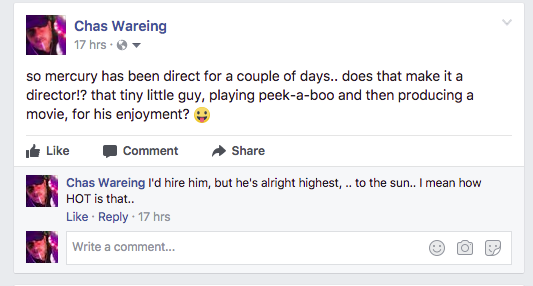 Chas Wareing
17 hrs ·
so mercury has been direct for a couple of days.. does that make it a
director!? that tiny little guy, playing peek-a-boo and then producing a
movie, for his enjoyment? 😛
Like Comment Share
Chas Wareing I'd hire him, but he's alright highest, .. to the sun.. I mean how
HOT is that..
Like · Reply · 17 hrs
Write a comment...